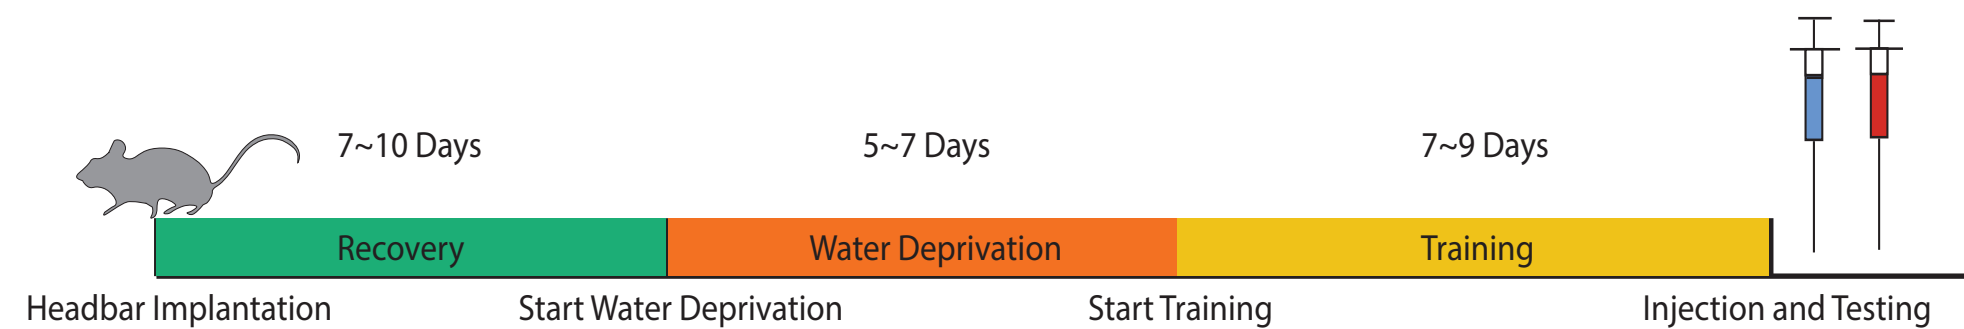 7~10 Days
5~7 Days
7~9 Days
Recovery
Water Deprivation
Training
Headbar Implantation
Start Water Deprivation
Start Training
Injection and Testing